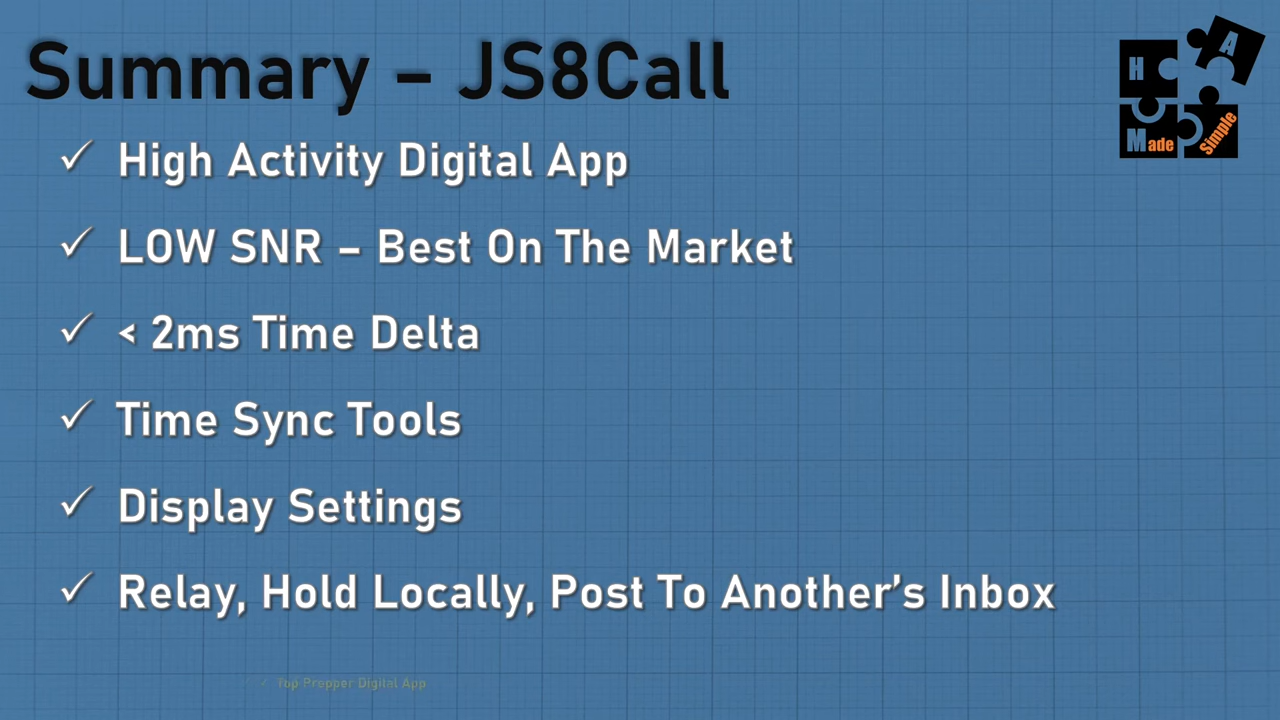 Summary – JS8Call
H A
Made Simple
✓ High Activity Digital App
✓ LOW SNR – Best On The Market
✓ < 2ms Time Delta
✓ Time Sync Tools
✓ Display Settings
✓ Relay, Hold Locally, Post To Another’s Inbox
✓ Top Prepper Digital App